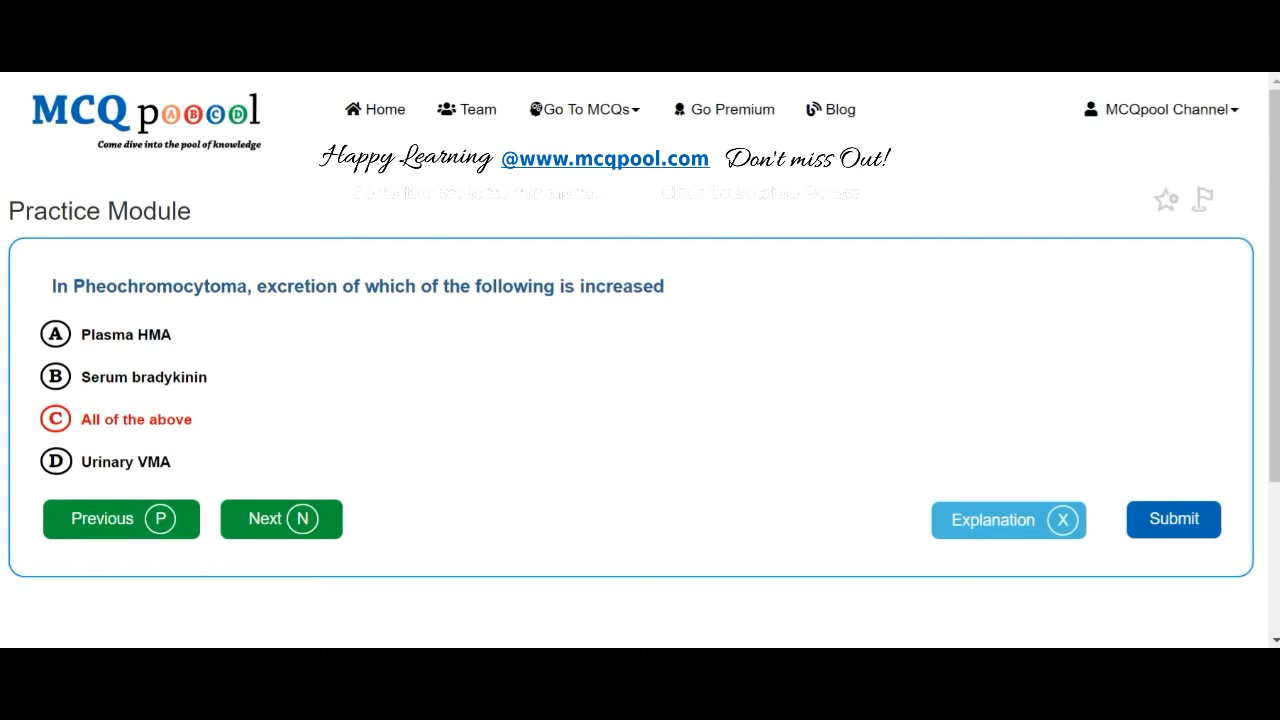 MCQ pABCDl
Come dive into the pool of knowledge
Home Team Go To MCQs Go Premium Blog MCQpool Channel
Happy Learning @www.mcqpool.com Don't miss Out!
Practice Module
In Pheochromocytoma, excretion of which of the following is increased
A Plasma HMA
B Serum bradykinin
C All of the above
D Urinary VMA
Previous P Next N Explanation X Submit